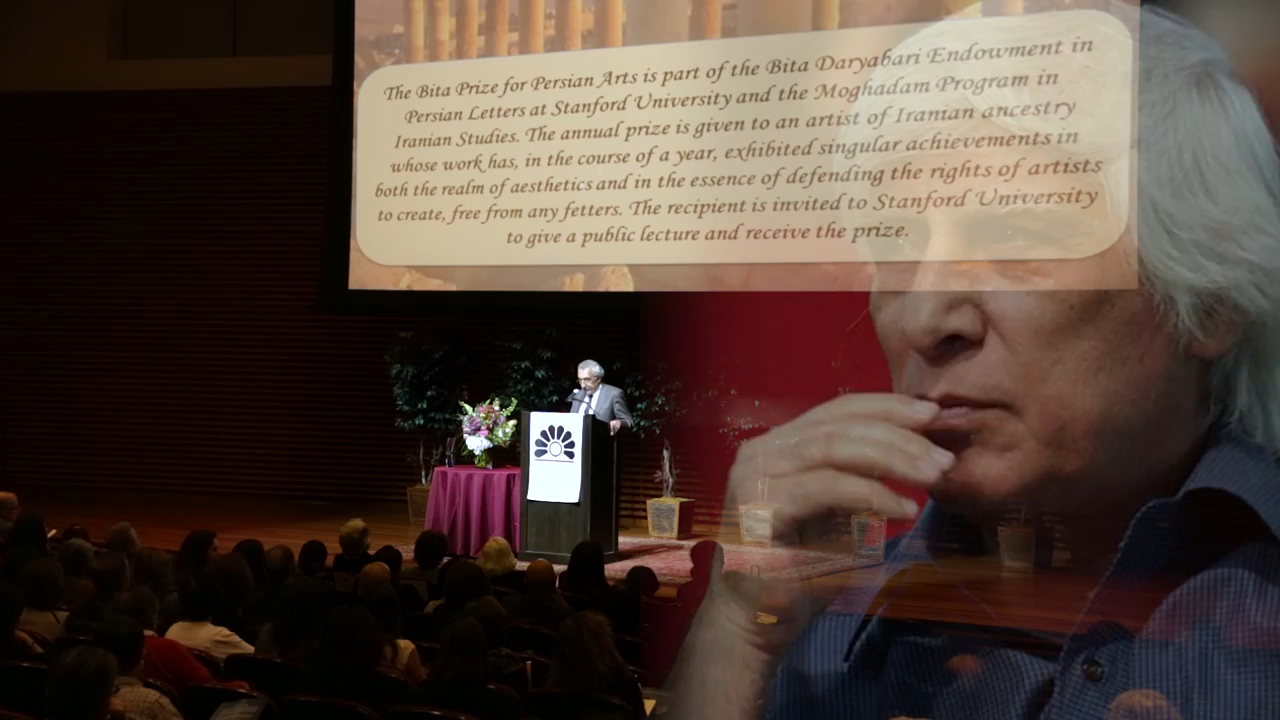 The Bita Prize for Persian Arts is part of the Bita Daryabari Endowment in
Persian Letters at Stanford University and the Moghadam Program in
Iranian Studies. The annual prize is given to an artist of Iranian ancestry
whose work has, in the course of a year, exhibited singular achievements in
both the realm of aesthetics and in the essence of defending the rights of artists
to create, free from any fetters. The recipient is invited to Stanford University
to give a public lecture and receive the prize.